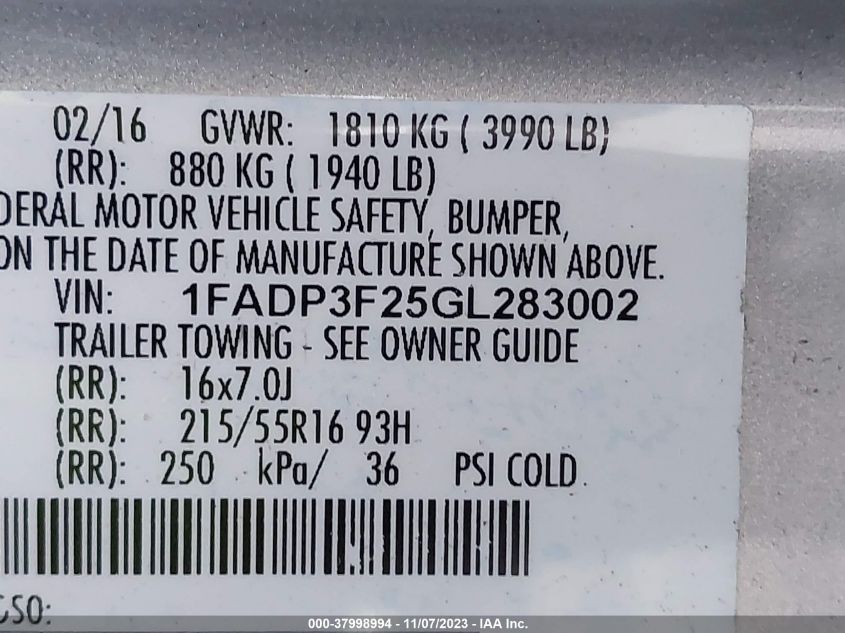 02/16 GVWR: 1810 KG ( 3990 LB)
(RR): 880 KG ( 1940 LB)
DERAL MOTOR VEHICLE SAFETY, BUMPER,
ON THE DATE OF MANUFACTURE SHOWN ABOVE.
VIN: 1FADP3F25GL283002
TRAILER TOWING - SEE OWNER GUIDE
(RR): 16x7.0J
(RR): 215/55R16 93H
(RR): 250 kPa/ 36 PSI COLD
GSO:
000-37998994 - 11/07/2023 - IAA Inc.